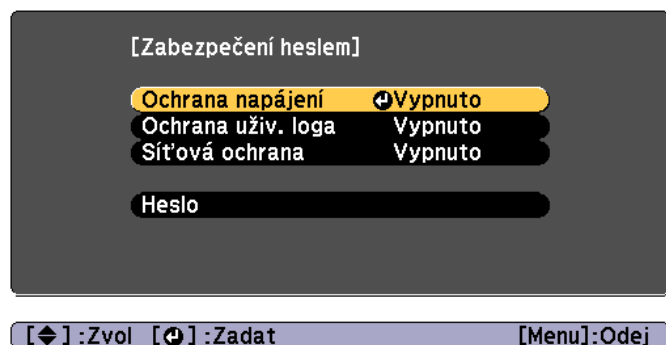 [Zabezpečení heslem]
Ochrana napájení Vypnuto
Ochrana uživ. loga Vypnuto
Síťová ochrana Vypnuto
Heslo
[ ] :Zvol [ ] :Zadat [Menu]:Odej